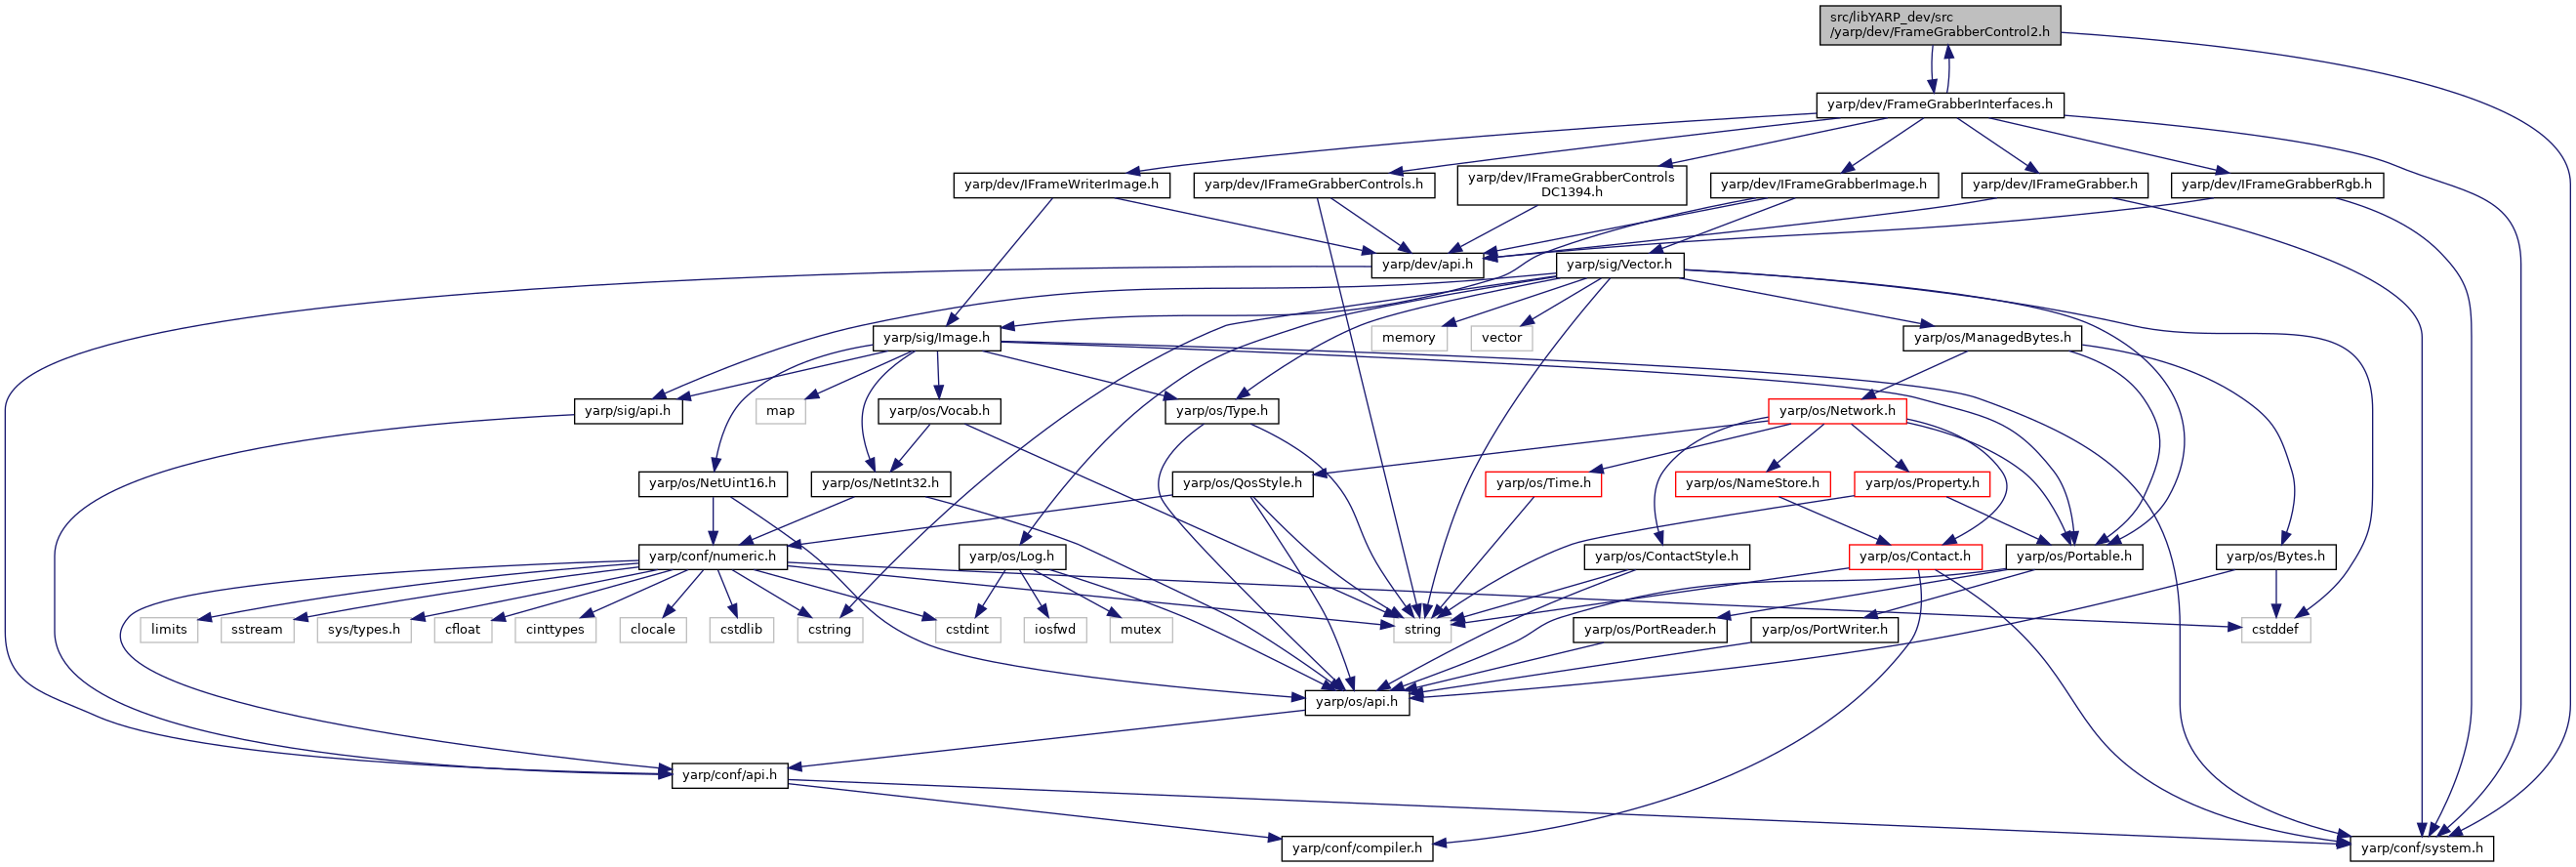 src/libYARP_dev/src
/yarp/dev/FrameGrabberControl2.h
yarp/dev/FrameGrabberInterfaces.h
yarp/dev/IFrameWriterImage.h
yarp/dev/IFrameGrabberControls.h
yarp/dev/IFrameGrabberControls
DC1394.h
yarp/dev/IFrameGrabberImage.h
yarp/dev/IFrameGrabber.h
yarp/dev/IFrameGrabberRgb.h
yarp/dev/api.h
yarp/sig/Vector.h
yarp/sig/Image.h
memory
vector
yarp/os/ManagedBytes.h
yarp/sig/api.h
map
yarp/os/Vocab.h
yarp/os/Type.h
yarp/os/Network.h
yarp/os/NetUint16.h
yarp/os/NetInt32.h
yarp/os/QosStyle.h
yarp/os/Time.h
yarp/os/NameStore.h
yarp/os/Property.h
yarp/conf/numeric.h
yarp/os/Log.h
yarp/os/ContactStyle.h
yarp/os/Contact.h
yarp/os/Portable.h
yarp/os/Bytes.h
limits
sstream
sys/types.h
cfloat
cinttypes
clocale
cstdlib
cstring
cstdint
iosfwd
mutex
string
yarp/os/PortReader.h
yarp/os/PortWriter.h
cstddef
yarp/os/api.h
yarp/conf/api.h
yarp/conf/compiler.h
yarp/conf/system.h